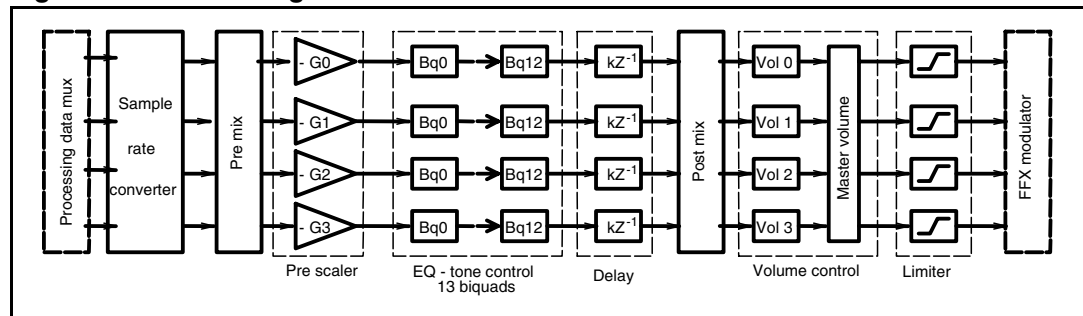 Processing data mux
Sample
rate
converter
Pre mix
- G0
- G1
- G2
- G3
Pre scaler
Bq0
Bq12
Bq0
Bq12
Bq0
Bq12
Bq0
Bq12
EQ - tone control
13 biquads
kZ-1
kZ-1
kZ-1
kZ-1
Delay
Post mix
Vol 0
Vol 1
Vol 2
Vol 3
Master volume
Volume control
Limiter
FFX modulator